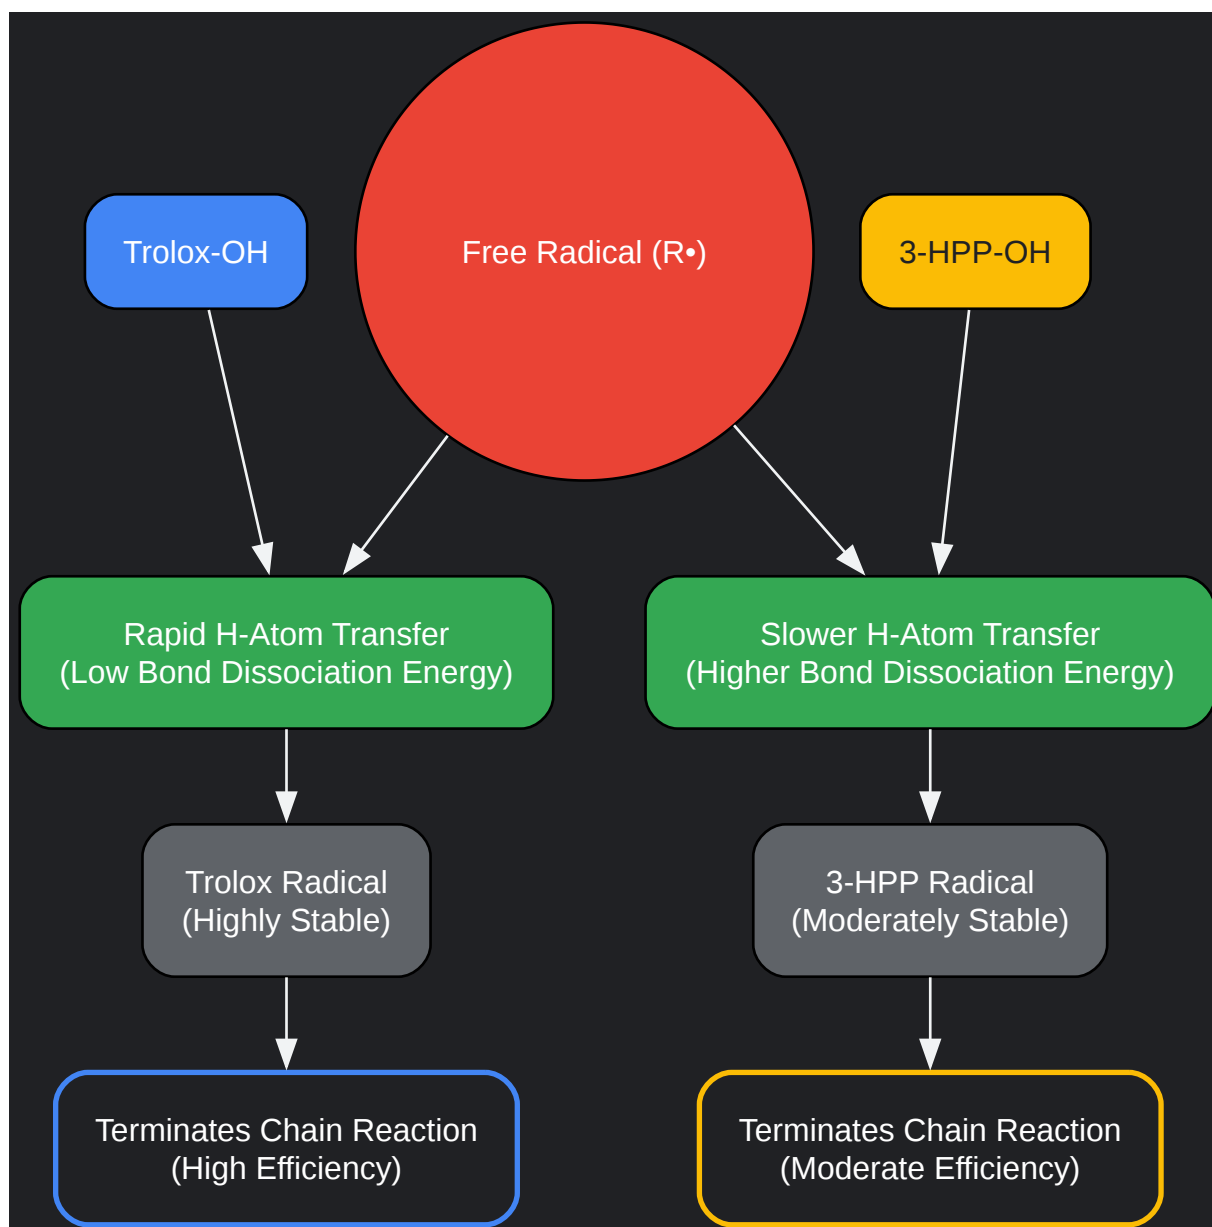 Trolox-OH
Free Radical (R•)
3-HPP-OH
Rapid H-Atom Transfer
(Low Bond Dissociation Energy)
Slower H-Atom Transfer
(Higher Bond Dissociation Energy)
Trolox Radical
(Highly Stable)
3-HPP Radical
(Moderately Stable)
Terminates Chain Reaction
(High Efficiency)
Terminates Chain Reaction
(Moderate Efficiency)